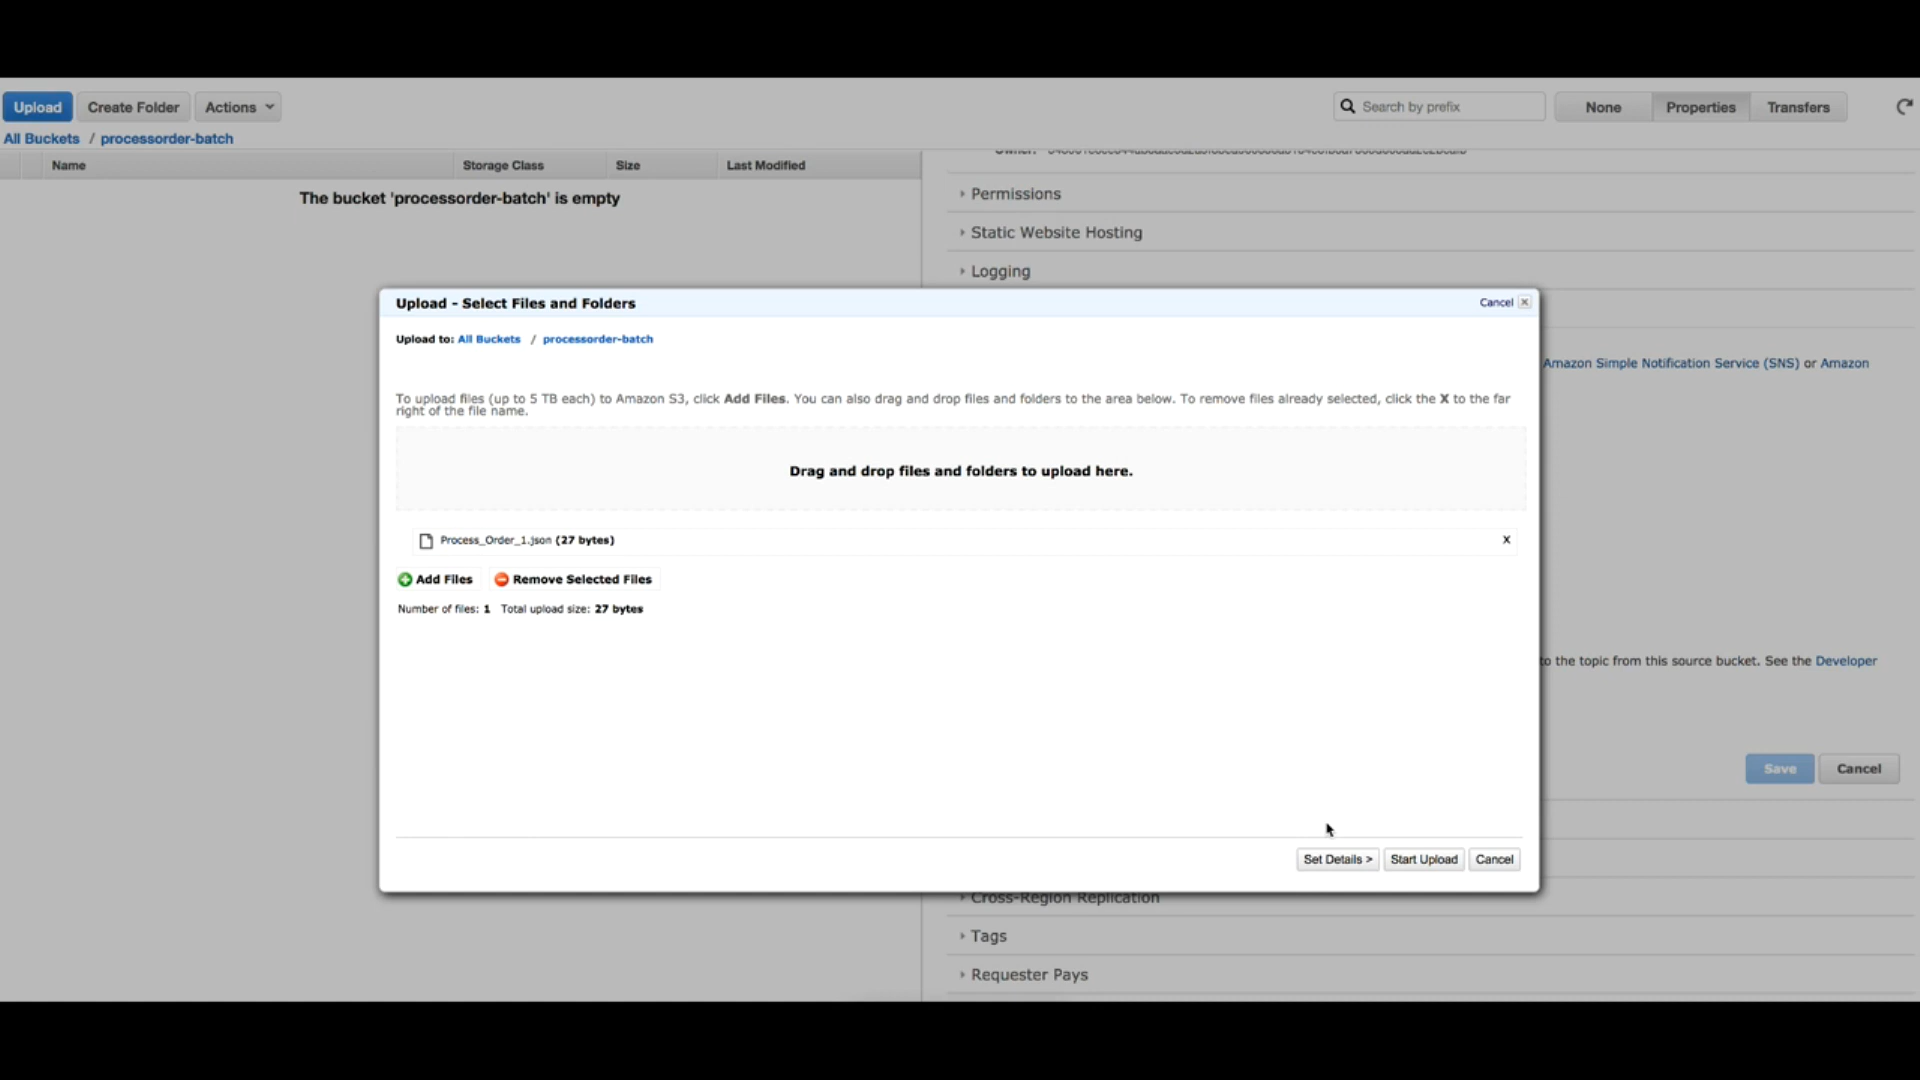 Upload Create Folder Actions Search by prefix None Properties Transfers
All Buckets / processorder-batch
Name Storage Class Size Last Modified
The bucket 'processorder-batch' is empty
Permissions
Static Website Hosting
Logging
Upload - Select Files and Folders Cancel x
Upload to: All Buckets / processorder-batch
Amazon Simple Notification Service (SNS) or Amazon
To upload files (up to 5 TB each) to Amazon S3, click Add Files. You can also drag and drop files and folders to the area below. To remove files already selected, click the X to the far
right of the file name.
Drag and drop files and folders to upload here.
Process_Order_1.json (27 bytes) X
Add Files Remove Selected Files
Number of files: 1 Total upload size: 27 bytes
to the topic from this source bucket. See the Developer
Save Cancel
Set Details > Start Upload Cancel
Cross-Region Replication
Tags
Requester Pays